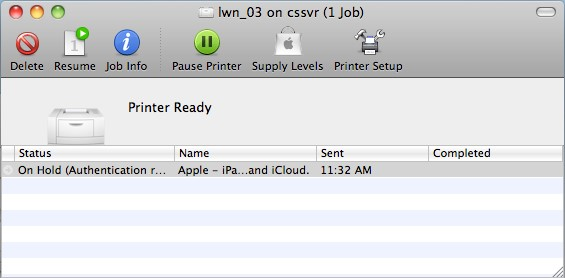 lwn_03 on cssvr (1 Job)
1
Delete Resume Job Info Pause Printer Supply Levels Printer Setup
Printer Ready
Status Name Sent Completed
On Hold (Authentication r... Apple – iPa...and iCloud. 11:32 AM